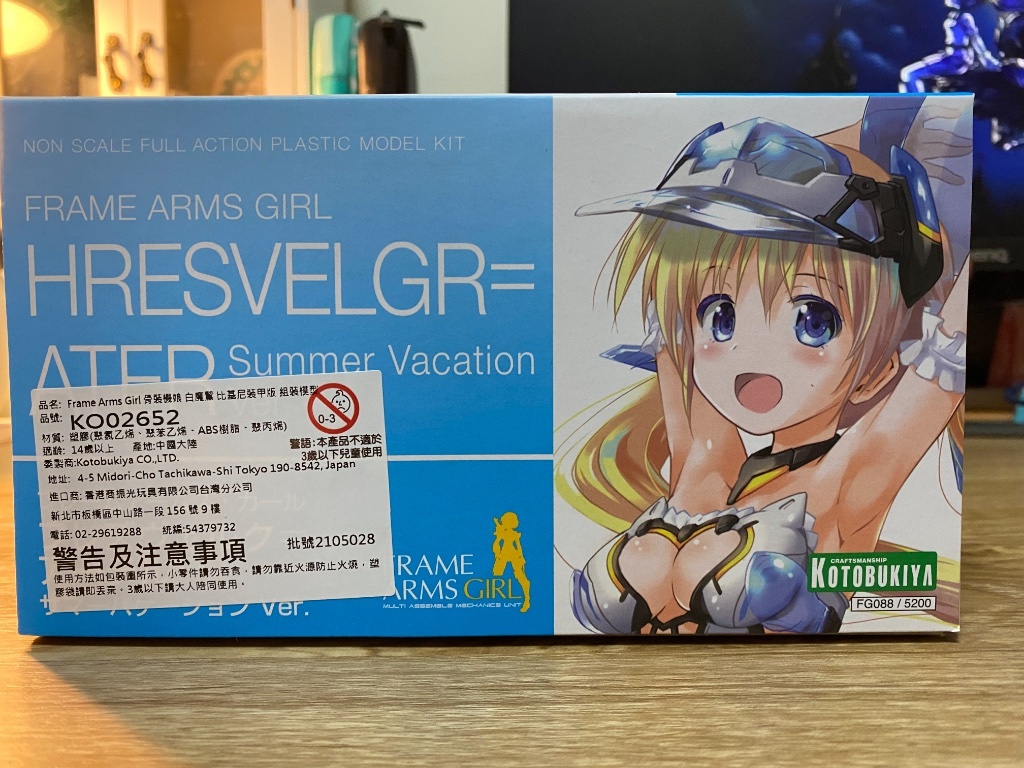 NON SCALE FULL ACTION PLASTIC MODEL KIT
FRAME ARMS GIRL
HRESVELGR=
ATER Summer Vacation
品名: Frame Arms Girl 骨裝機娘 白魔鷲 比基尼裝甲版 組裝模型
品號: KO02652
0-3
材質: 塑膠(聚氯乙烯、聚苯乙烯、ABS樹脂、聚丙烯)
適齡: 14歲以上 產地:中國大陸
警語:本產品不適於
3歲以下兒童使用
委製商:Kotobukiya CO.,LTD.
地址: 4-5 Midori-Cho Tachikawa-Shi Tokyo 190-8542, Japan
進口商: 香港商振光玩具有限公司台灣分公司
新北市板橋區中山路一段 156 號 9 樓
電話: 02-29619288 統編:54379732
警告及注意事項 批號2105028
使用方法如包裝圖所示，小零件請勿吞食，請勿靠近火源防止火燒，塑
膠袋請即丟棄。3歲以下請大人陪同使用。
ガール
Ver.
FRAME
ARMS GIRL
MULTI ASSEMBLE MECHANICS UNIT
CRAFTSMANSHIP
KOTOBUKIYA
FG088 / 5200